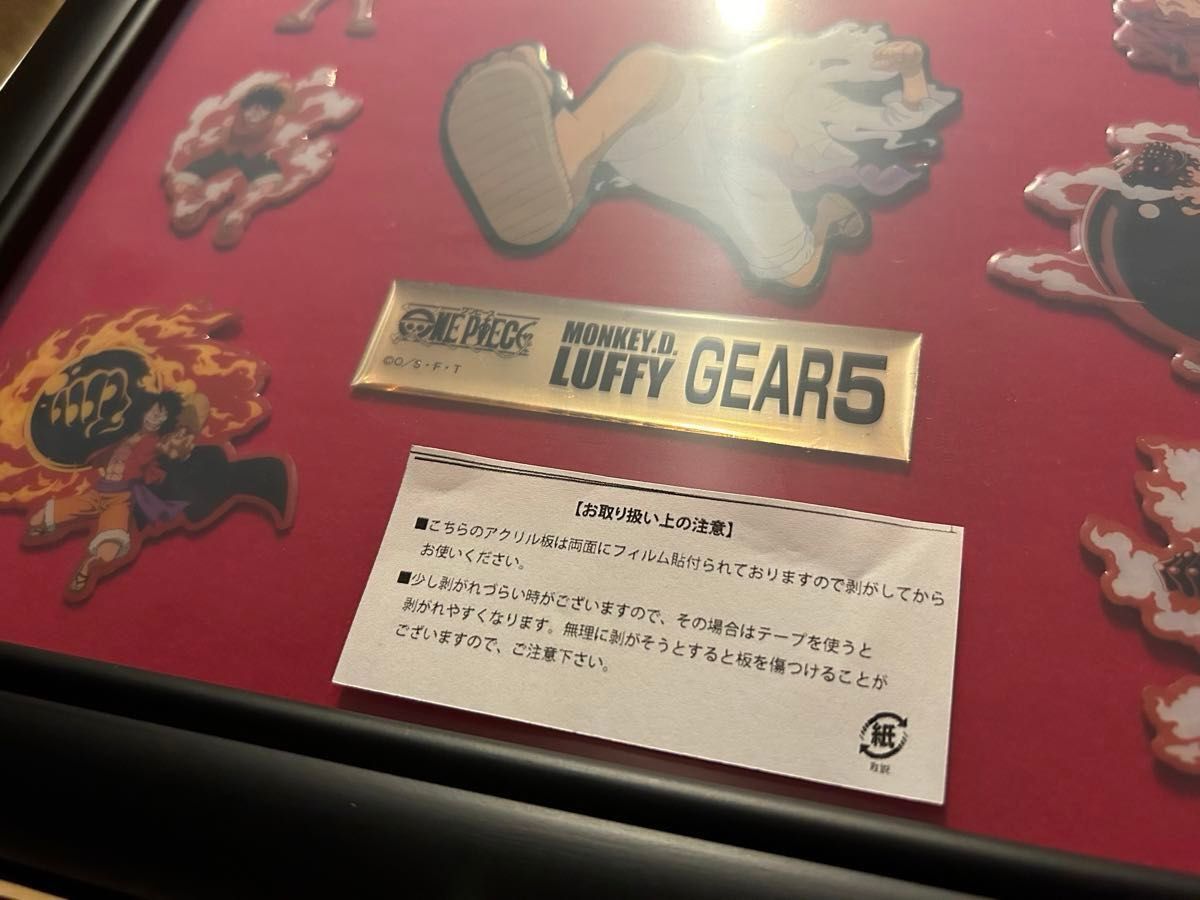 ONE PIECE
©O/S・F・T
MONKEY.D.
LUFFY GEAR5
【お取り扱い上の注意】
■こちらのアクリル板は両面にフィルム貼付られておりますので剥がしてから
お使いください。
■少し剥がれづらい時がございますので、その場合はテープを使うと
剥がれやすくなります。無理に剥がそうとすると板を傷つけることが
ございますので、ご注意下さい。
紙
取説